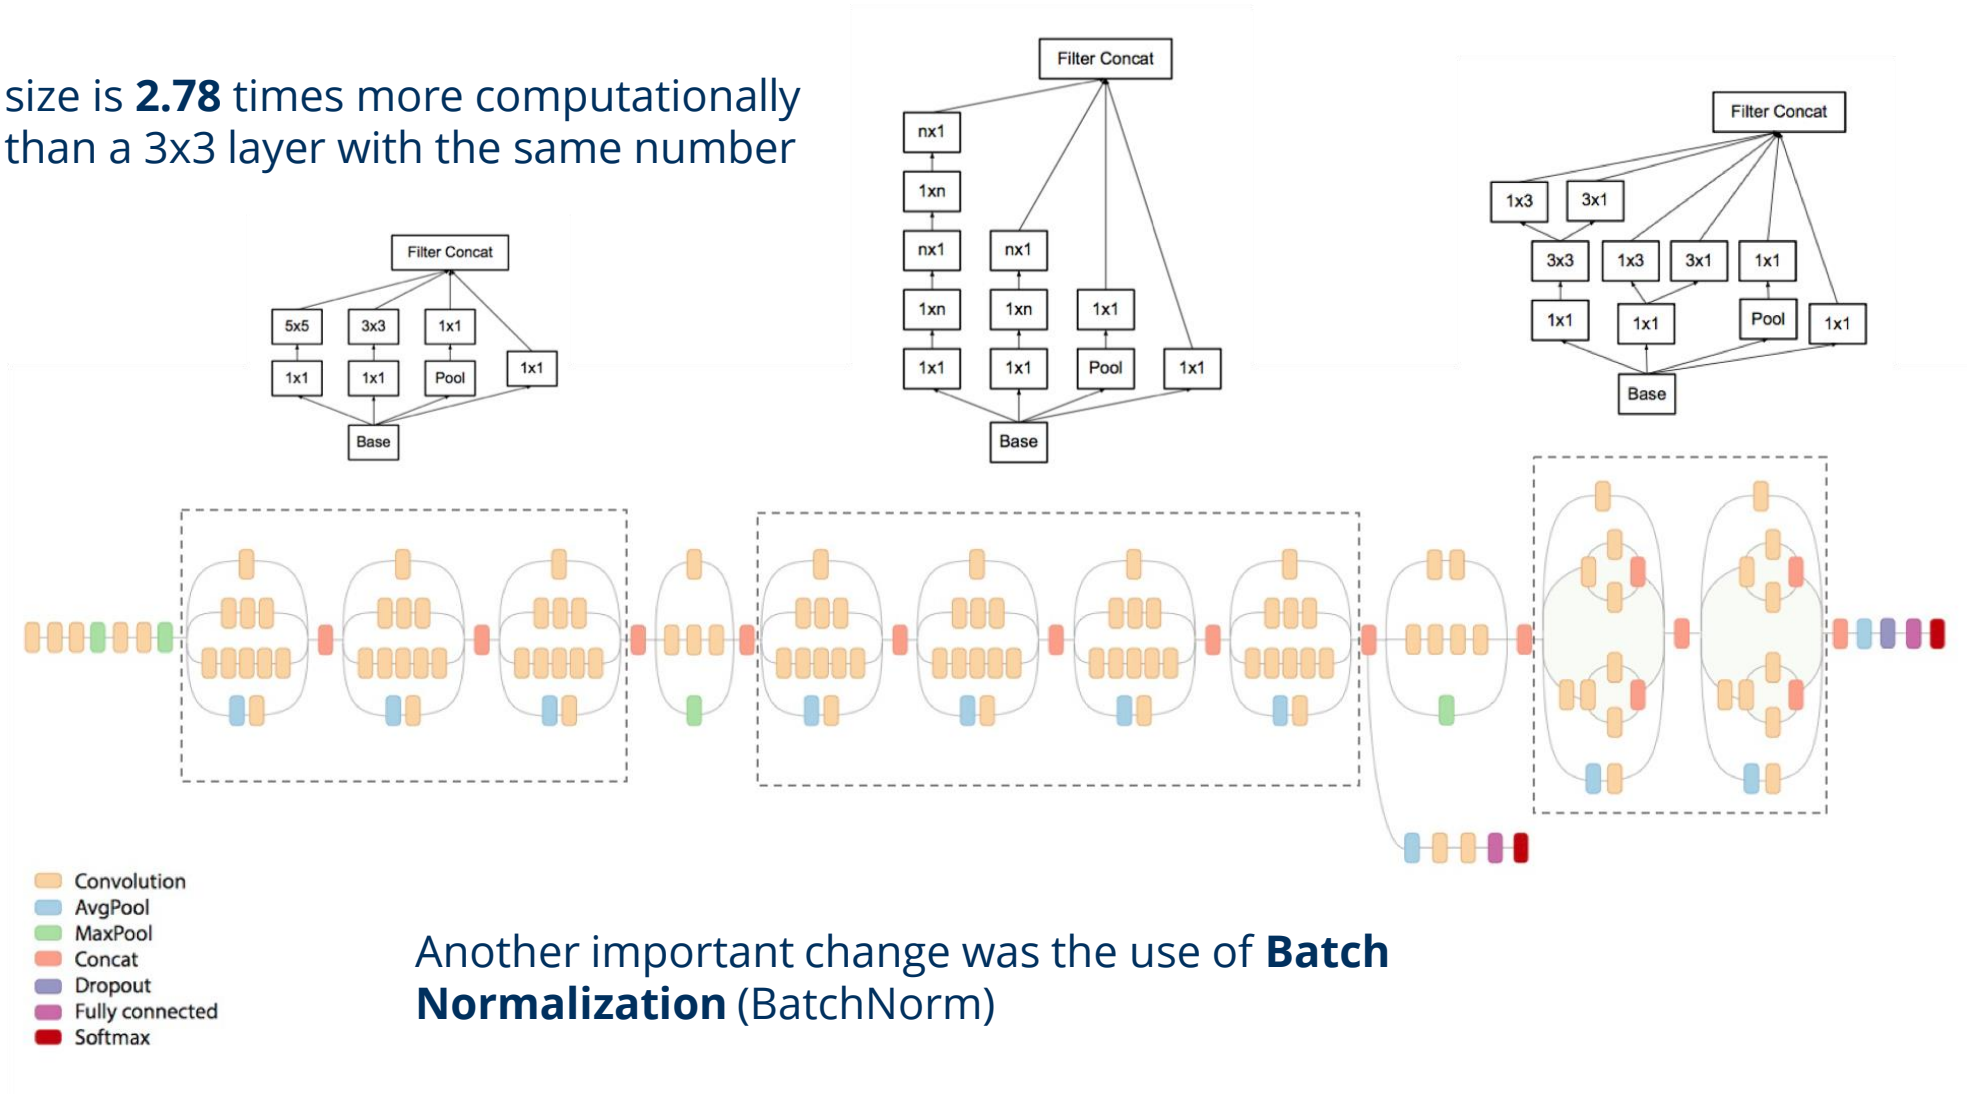 size is 2.78 times more computationally
than a 3x3 layer with the same number
Filter Concat
5x5 3x3 1x1
1x1 1x1 Pool 1x1
Base
Filter Concat
nx1
1xn
nx1 nx1
1xn 1xn 1x1
1x1 1x1 Pool 1x1
Base
Filter Concat
1x3 3x1
3x3 1x3 3x1 1x1
1x1 1x1 Pool 1x1
Base
Convolution
AvgPool
MaxPool
Concat
Dropout
Fully connected
Softmax
Another important change was the use of Batch
Normalization (BatchNorm)